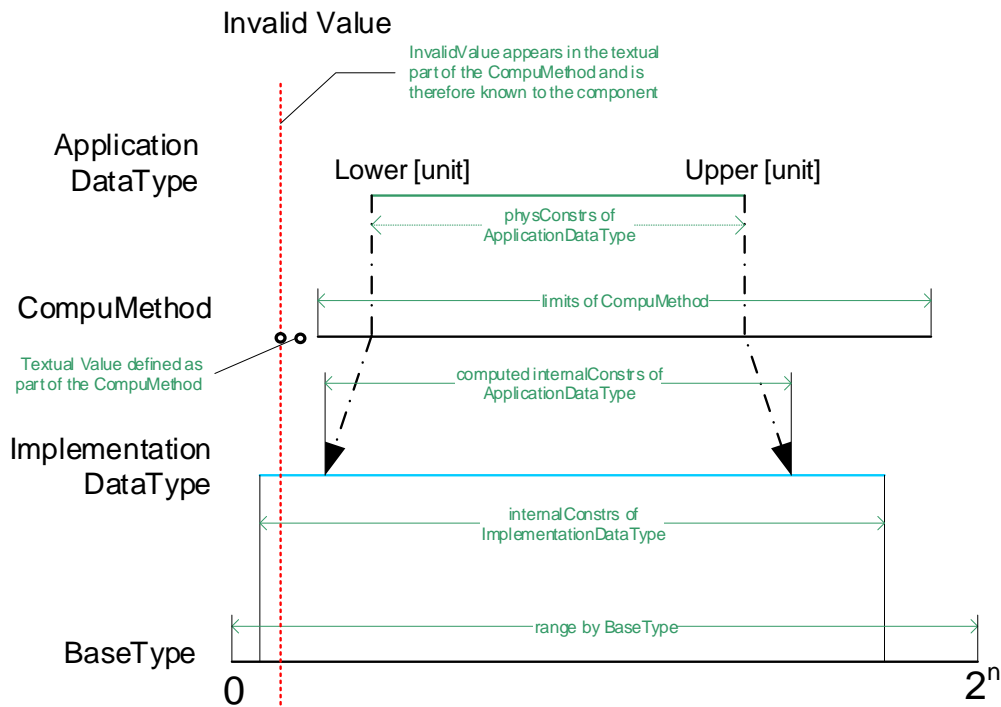 Invalid Value
InvalidValue appears in the textual
part of the CompuMethod and is
therefore known to the component
Application
DataType
Lower [unit]
Upper [unit]
physConstrs of
ApplicationDataType
CompuMethod
limits of CompuMethod
Textual Value defined as
part of the CompuMethod
computed internalConstrs of
ApplicationDataType
Implementation
DataType
internalConstrs of
ImplementationDataType
range by BaseType
BaseType
0
2ⁿ